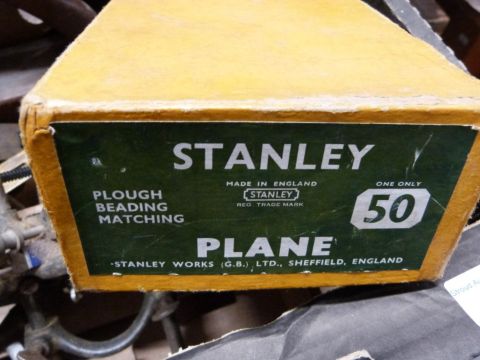 STANLEY
MADE IN ENGLAND
STANLEY
REG. TRADE MARK
PLOUGH
BEADING
MATCHING
ONE ONLY
50
PLANE
STANLEY WORKS (G.B.) LTD., SHEFFIELD, ENGLAND
Stroud